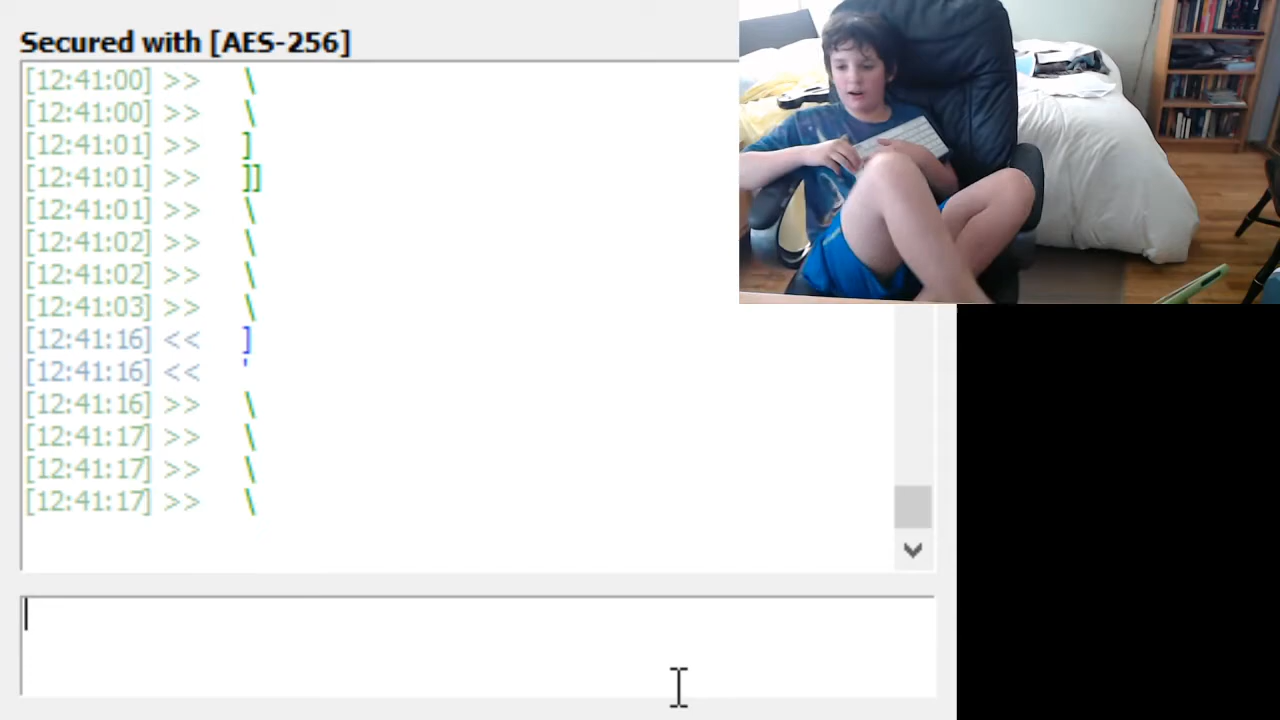 Secured with [AES-256]
[12:41:00] >> \
[12:41:00] >> \
[12:41:01] >> ]
[12:41:01] >> ]]
[12:41:01] >> \
[12:41:02] >> \
[12:41:02] >> \
[12:41:03] >> \
[12:41:16] << ]
[12:41:16] << '
[12:41:16] >> \
[12:41:17] >> \
[12:41:17] >> \
[12:41:17] >> \